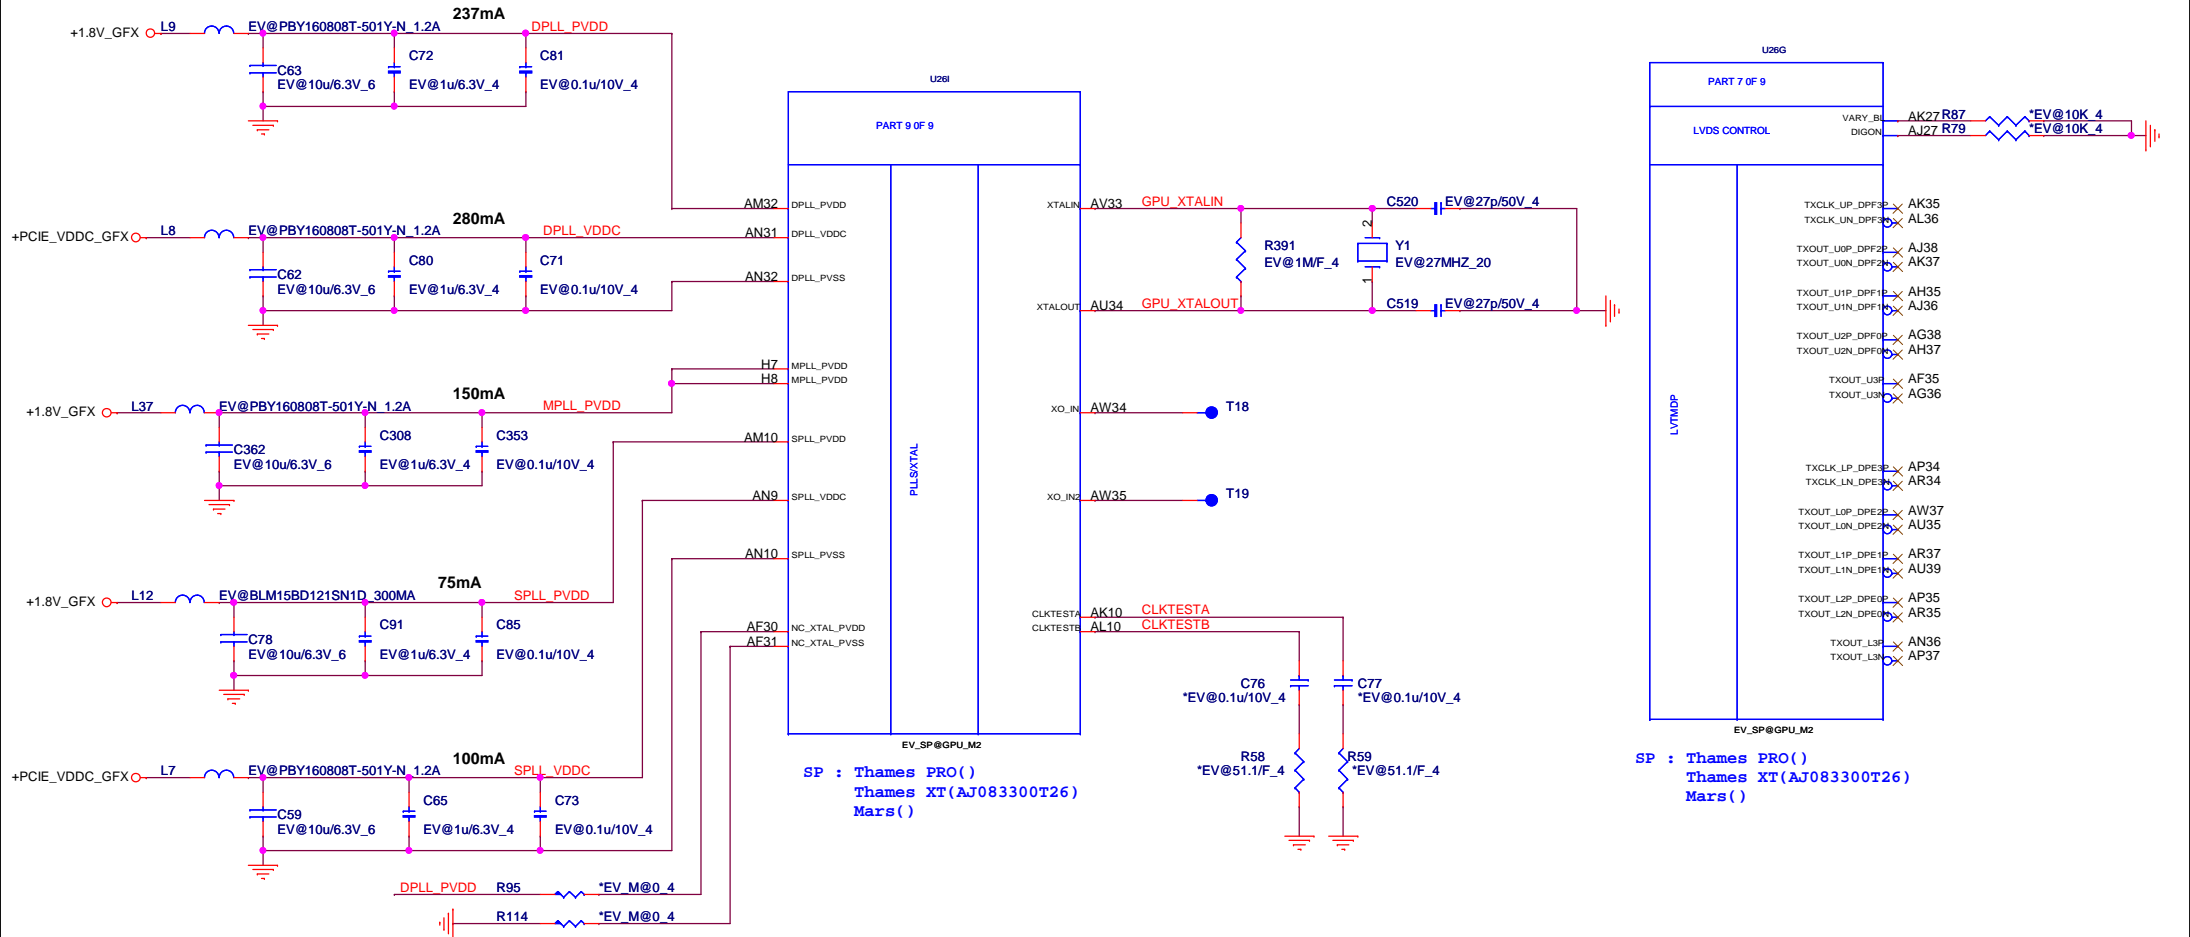 237mA
+1.8V_GFX
L9
EV@PBY160808T-501Y-N_1.2A
DPLL_PVDD
C63
EV@10u/6.3V_6
C72
EV@1u/6.3V_4
C81
EV@0.1u/10V_4
280mA
+PCIE_VDDC_GFX
L8
EV@PBY160808T-501Y-N_1.2A
DPLL_VDDC
C62
EV@10u/6.3V_6
C80
EV@1u/6.3V_4
C71
EV@0.1u/10V_4
150mA
+1.8V_GFX
L37
EV@PBY160808T-501Y-N_1.2A
MPLL_PVDD
C362
EV@10u/6.3V_6
C308
EV@1u/6.3V_4
C353
EV@0.1u/10V_4
75mA
+1.8V_GFX
L12
EV@BLM15BD121SN1D_300MA
SPLL_PVDD
C78
EV@10u/6.3V_6
C91
EV@1u/6.3V_4
C85
EV@0.1u/10V_4
100mA
+PCIE_VDDC_GFX
L7
EV@PBY160808T-501Y-N_1.2A
SPLL_VDDC
C59
EV@10u/6.3V_6
C65
EV@1u/6.3V_4
C73
EV@0.1u/10V_4
DPLL_PVDD
R95
*EV_M@0_4
R114
*EV_M@0_4
U26I
PART 9 0F 9
PLLS/XTAL
AM32 DPLL_PVDD
AN31 DPLL_VDDC
AN32 DPLL_PVSS
H7 MPLL_PVDD
H8 MPLL_PVDD
AM10 SPLL_PVDD
AN9 SPLL_VDDC
AN10 SPLL_PVSS
AF30 NC_XTAL_PVDD
AF31 NC_XTAL_PVSS
XTALIN AV33 GPU_XTALIN
XTALOUT AU34 GPU_XTALOUT
XO_IN AW34 T18
XO_IN2 AW35 T19
CLKTESTA AK10 CLKTESTA
CLKTESTB AL10 CLKTESTB
EV_SP@GPU_M2
SP : Thames PRO()
Thames XT(AJ083300T26)
Mars()
C520
EV@27p/50V_4
R391
EV@1M/F_4
2
Y1
EV@27MHZ_20
1
C519
EV@27p/50V_4
C76
*EV@0.1u/10V_4
C77
*EV@0.1u/10V_4
R58
*EV@51.1/F_4
R59
*EV@51.1/F_4
U26G
PART 7 0F 9
LVDS CONTROL
LVTMDP
VARY_BL AK27 R87 *EV@10K_4
DIGON AJ27 R79 *EV@10K_4
TXCLK_UP_DPF3P AK35
TXCLK_UN_DPF3N AL36
TXOUT_U0P_DPF2P AJ38
TXOUT_U0N_DPF2N AK37
TXOUT_U1P_DPF1P AH35
TXOUT_U1N_DPF1N AJ36
TXOUT_U2P_DPF0P AG38
TXOUT_U2N_DPF0N AH37
TXOUT_U3P AF35
TXOUT_U3N AG36
TXCLK_LP_DPE3P AP34
TXCLK_LN_DPE3N AR34
TXOUT_L0P_DPE2P AW37
TXOUT_L0N_DPE2N AU35
TXOUT_L1P_DPE1P AR37
TXOUT_L1N_DPE1N AU39
TXOUT_L2P_DPE0P AP35
TXOUT_L2N_DPE0N AR35
TXOUT_L3P AN36
TXOUT_L3N AP37
EV_SP@GPU_M2
SP : Thames PRO()
Thames XT(AJ083300T26)
Mars()